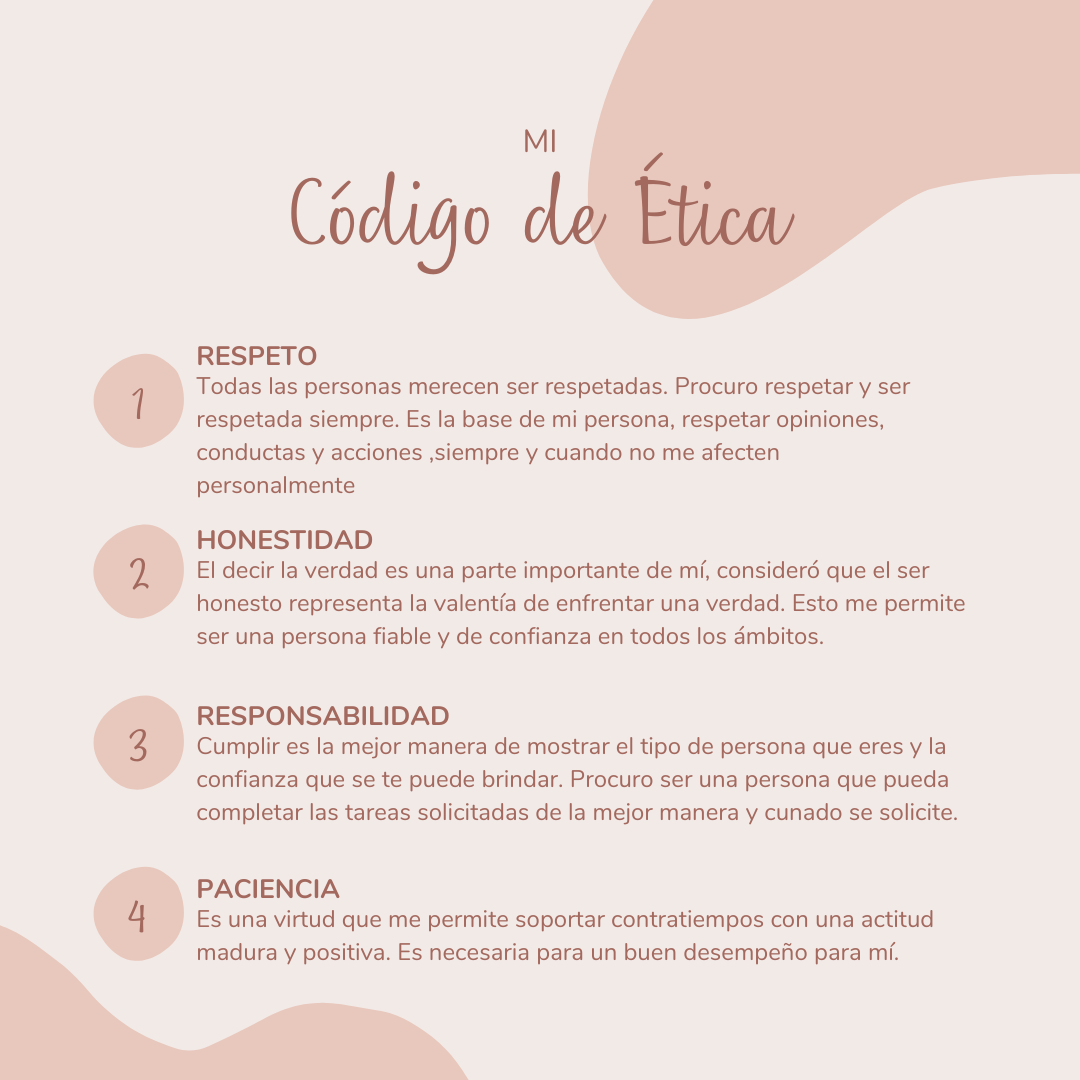 MI
Código de Ética
1
RESPETO
Todas las personas merecen ser respetadas. Procuro respetar y ser
respetada siempre. Es la base de mi persona, respetar opiniones,
conductas y acciones ,siempre y cuando no me afecten
personalmente
2
HONESTIDAD
El decir la verdad es una parte importante de mí, consideró que el ser
honesto representa la valentía de enfrentar una verdad. Esto me permite
ser una persona fiable y de confianza en todos los ámbitos.
3
RESPONSABILIDAD
Cumplir es la mejor manera de mostrar el tipo de persona que eres y la
confianza que se te puede brindar. Procuro ser una persona que pueda
completar las tareas solicitadas de la mejor manera y cunado se solicite.
4
PACIENCIA
Es una virtud que me permite soportar contratiempos con una actitud
madura y positiva. Es necesaria para un buen desempeño para mí.